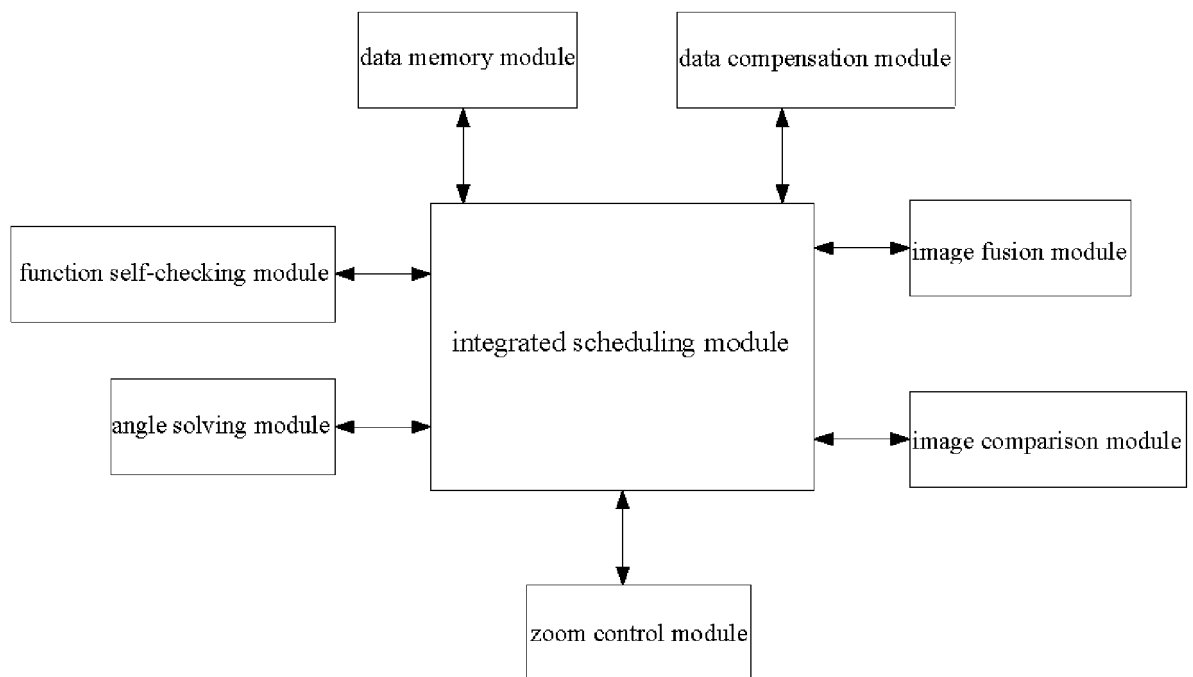 data memory module
data compensation module
function self-checking module
image fusion module
integrated scheduling module
angle solving module
image comparison module
zoom control module